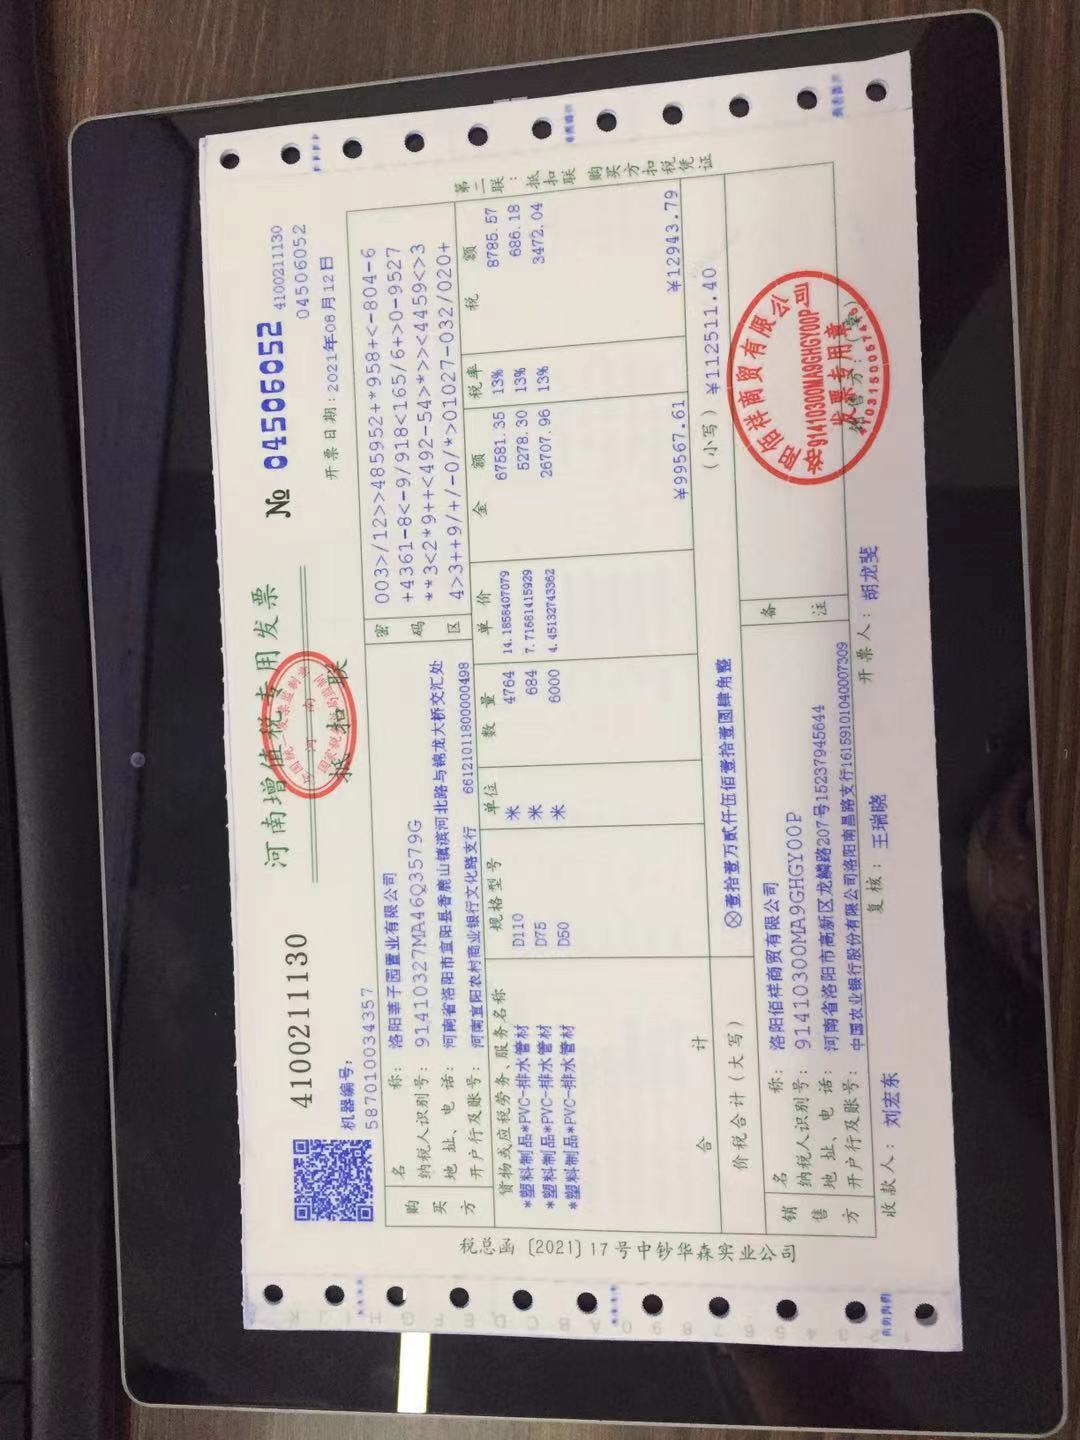 4100211130
河南增值税专用发票
№ 04506052
4100211130
04506052
抵扣联
机器编号:
587010034357
开票日期:2021年08月12日
购买方
名 称: 洛阳莘子园置业有限公司
纳税人识别号: 91410327MA46Q3579G
地 址、电 话: 河南省洛阳市宜阳县香鹿山镇滨河北路与锦龙大桥交汇处
开户行及账号: 河南宜阳农村商业银行文化路支行 66121011800000498
密码区
003>/12>>485952+*958+<-804-6
+4361-8<-9/918<165/6+>0-9527
**3<2*9++<492-54>*>><4459<>3
4>3++9/+/-0/*>01027-032/020+
货物或应税劳务、服务名称 规格型号 单位 数量 单价 金额 税率 税额
*塑料制品*PVC-排水管材 D110 米 4764 14.1858407079 67581.35 13% 8785.57
*塑料制品*PVC-排水管材 D75 米 684 7.71681415929 5278.30 13% 686.18
*塑料制品*PVC-排水管材 D50 米 6000 4.45132743362 26707.96 13% 3472.04
合 计 ¥99567.61 ¥12943.79
价税合计(大写) ⊗壹拾壹万贰仟伍佰壹拾壹圆肆角整 (小写) ¥112511.40
销售方
名 称: 洛阳佰祥商贸有限公司
纳税人识别号: 91410300MA9GHGY00P
地 址、电 话: 河南省洛阳市高新区龙鳞路207号15237945644
开户行及账号: 中国农业银行股份有限公司洛阳南昌路支行16159101040007309
备注
洛阳佰祥商贸有限公司
91410300MA9GHGY00P
发票专用章
收款人: 刘宏东 复核: 王瑞晓 开票人: 胡龙斐 销售方:(章)
第二联:抵扣联 购买方扣税凭证
税总函〔2021〕17号中钞华森实业公司